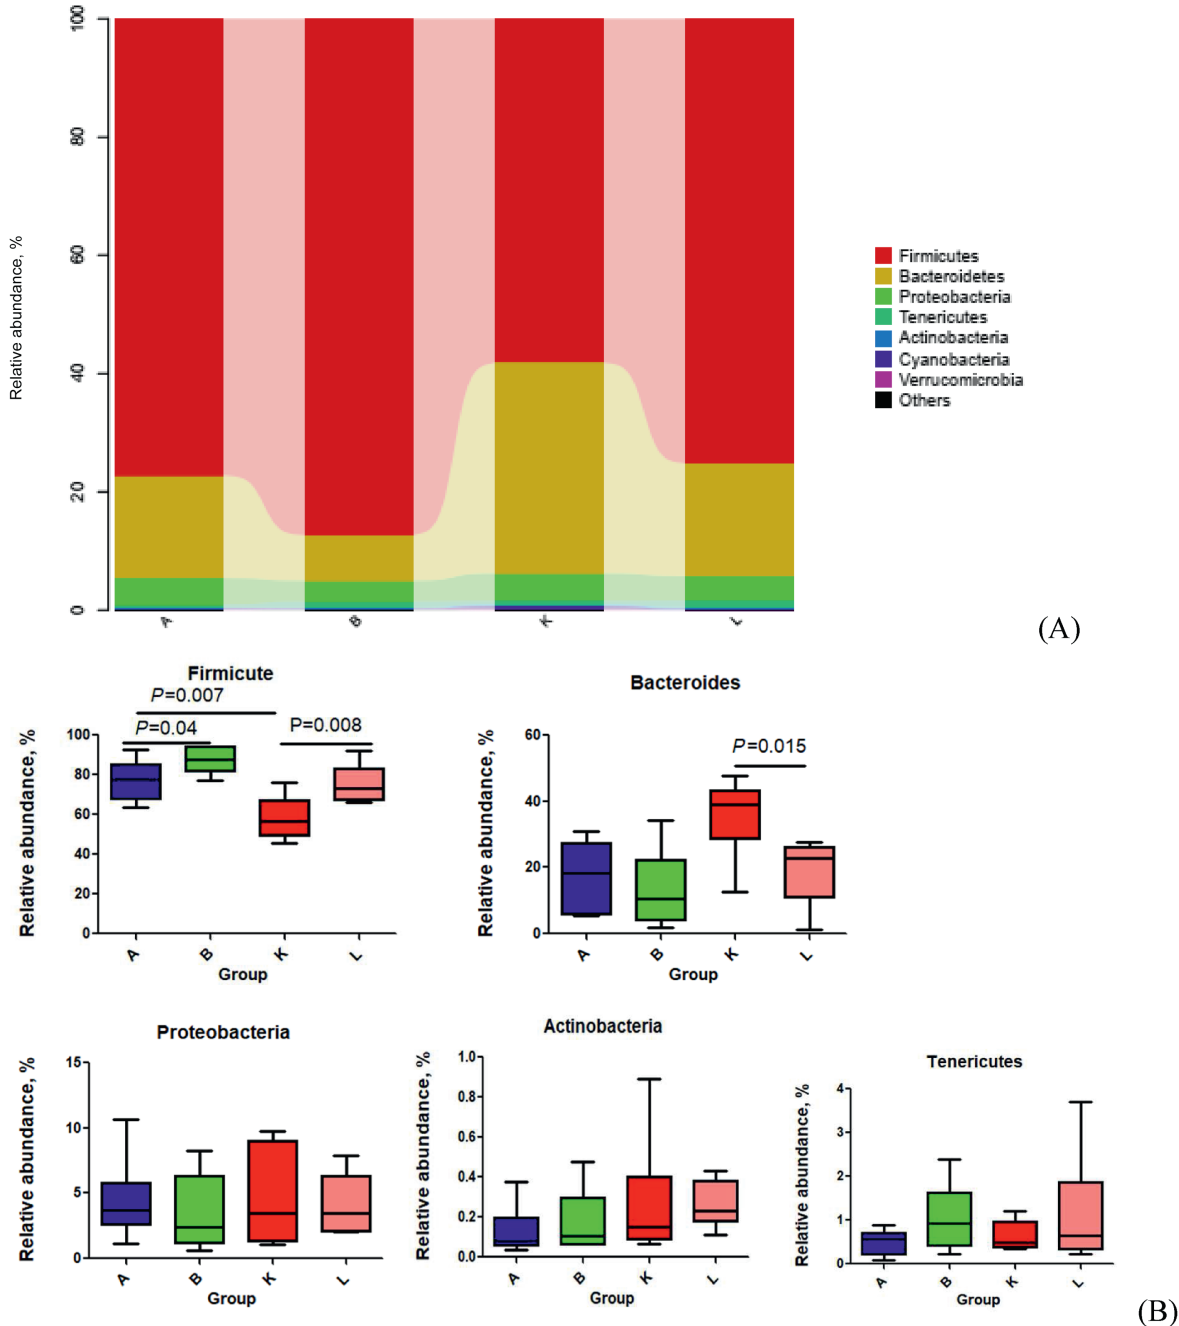 Relative abundance, %
100
80
60
40
20
0
A B K L
Firmicutes
Bacteroidetes
Proteobacteria
Tenericutes
Actinobacteria
Cyanobacteria
Verrucomicrobia
Others
(A)
Firmicute
P=0.007
P=0.04
P=0.008
Relative abundance, %
100
80
60
40
20
0
A B K L
Group
Bacteroides
P=0.015
Relative abundance, %
60
40
20
0
A B K L
Group
Proteobacteria
Relative abundance, %
15
10
5
0
A B K L
Group
Actinobacteria
Relative abundance, %
1.0
0.8
0.6
0.4
0.2
0.0
A B K L
Group
Tenericutes
Relative abundance, %
4
3
2
1
0
A B K L
Group
(B)